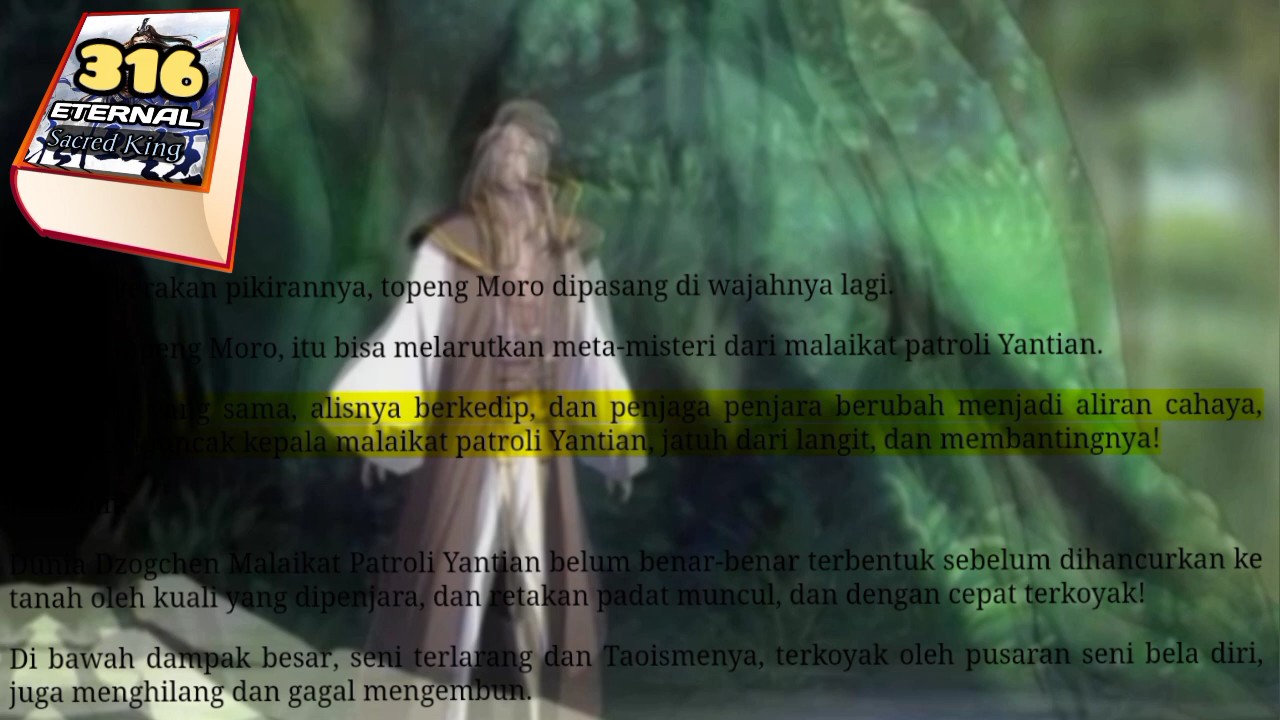 316
ETERNAL
Sacred King
gerakan pikirannya, topeng Moro dipasang di wajahnya lagi.
Moro, itu bisa melarutkan meta-misteri dari malaikat patroli Yantian.
yang sama, alisnya berkedip, dan penjaga penjara berubah menjadi aliran cahaya,
puncak kepala malaikat patroli Yantian, jatuh dari langit, dan membantingnya!
Dunia Dzogchen Malaikat Patroli Yantian belum benar-benar terbentuk sebelum dihancurkan ke
tanah oleh kuali yang dipenjara, dan retakan padat muncul, dan dengan cepat terkoyak!
Di bawah dampak besar, seni terlarang dan Taoismenya, terkoyak oleh pusaran seni bela diri,
juga menghilang dan gagal mengembun.